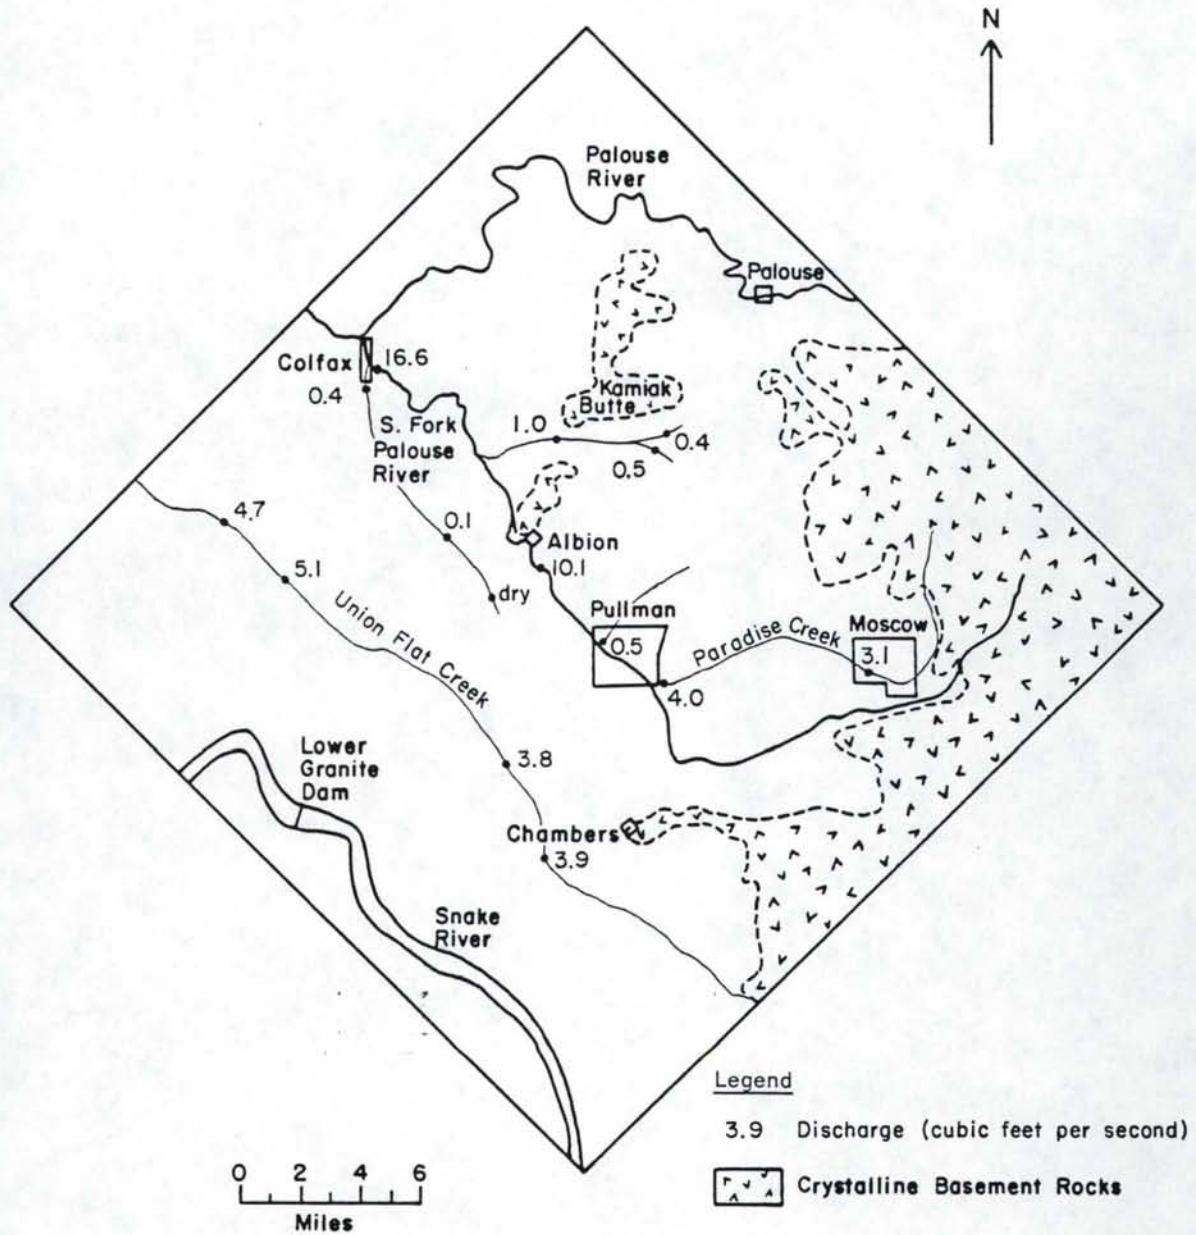 N
Palouse
River
Palouse
Colfax
16.6
0.4
S. Fork
Palouse
River
Kamiak
Butte
1.0
0.4
0.5
4.7
5.1
0.1
dry
Albion
10.1
Union Flat Creek
Pullman
0.5
Paradise Creek
Moscow
3.1
4.0
Lower
Granite
Dam
3.8
Chambers
3.9
Snake
River
Legend
3.9 Discharge (cubic feet per second)
Crystalline Basement Rocks
0 2 4 6
Miles